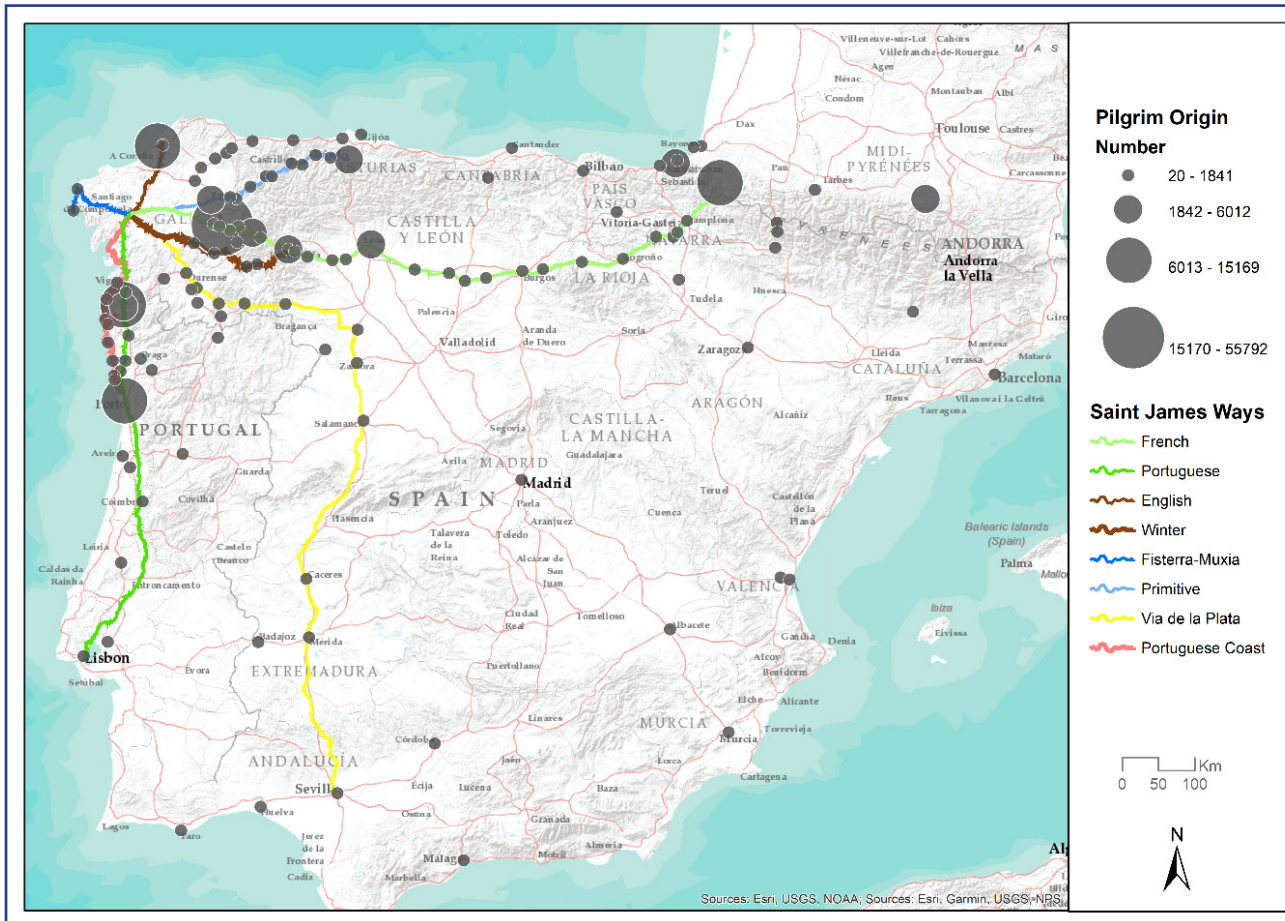 Villeneuve-sur-Lot
Cahors
Villefranche-de-Rouergue
Agen
M A S
Nérac
Montauban
Albi
Condom
Dax
Toulouse
Castres
Bayonne
MIDI-
PYRÉNÉES
Pau
Tarbes
Carcassonne
Gijón
A Coruña
Castrillón
Santander
Bilbao
CANTABRIA
PAIS
VASCO
Sebastián
Santiago
de Compostela
CASTILLA
Y LEÓN
Vitoria-Gasteiz
Pamplona
NAVARRA
PYRENEES
ANDORRA
Andorra
la Vella
León
Logroño
Burgos
LA RIOJA
Vigo
Ourense
Huesca
Tudela
Palencia
Bragança
Soria
Aranda
de Duero
Valladolid
Braga
Zamora
Zaragoza
Lleida
Manresa
Terrassa
Mataró
CATALUÑA
Barcelona
Reus
Vilanova i la Geltrú
Tarragona
Porto
ARAGÓN
Alcañiz
CASTILLA-
LA MANCHA
Salamanca
Segovia
PORTUGAL
Aveiro
Guarda
Ávila
MADRID
Guadalajara
Madrid
SPAIN
Teruel
Castellón
de la
Plana
Coimbra
Covilhã
Plasencia
Parla
Aranjuez
Cuenca
Balearic Islands
(Spain)
Palma
Talavera
de la
Reina
Toledo
Leiria
Castelo
Branco
Caldas da
Rainha
Entroncamento
Alcázar de
San
Juan
Cáceres
VALENCIA
Ibiza
Eivissa
Ciudad
Real
Tomelloso
Albacete
Badajoz
Mérida
Gandia
Denia
Lisbon
Setúbal
Évora
EXTREMADURA
Puertollano
Alcoy
Benidorm
Elche
Alicante
Linares
MURCIA
Torrevieja
Murcia
Córdoba
ANDALUCÍA
Jaén
Lorca
Cartagena
Sevilla
Écija
Lucena
Baza
Huelva
Osuna
Lagos
Faro
Granada
Jerez
de la
Frontera
Almería
Málaga
Motril
Cádiz
Marbella
Sources: Esri, USGS, NOAA; Sources: Esri, Garmin, USGS, NPS
Pilgrim Origin
Number
20 - 1841
1842 - 6012
6013 - 15169
15170 - 55792
Saint James Ways
French
Portuguese
English
Winter
Fisterra-Muxia
Primitive
Via de la Plata
Portuguese Coast
Km
0 50 100
N